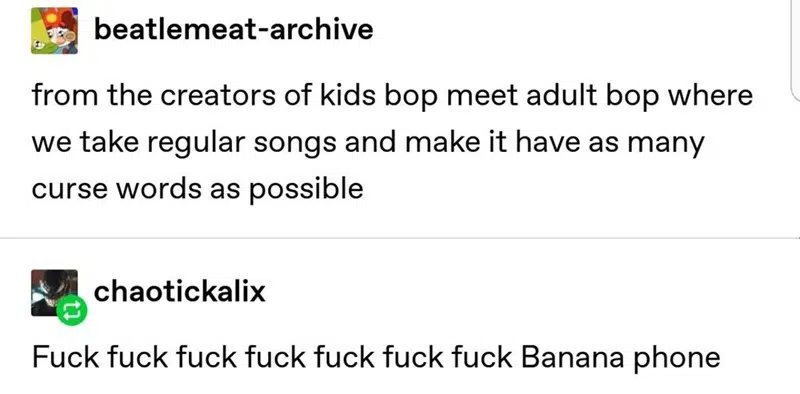 beatlemeat-archive
from the creators of kids bop meet adult bop where
we take regular songs and make it have as many
curse words as possible
chaotickalix
Fuck fuck fuck fuck fuck fuck fuck Banana phone